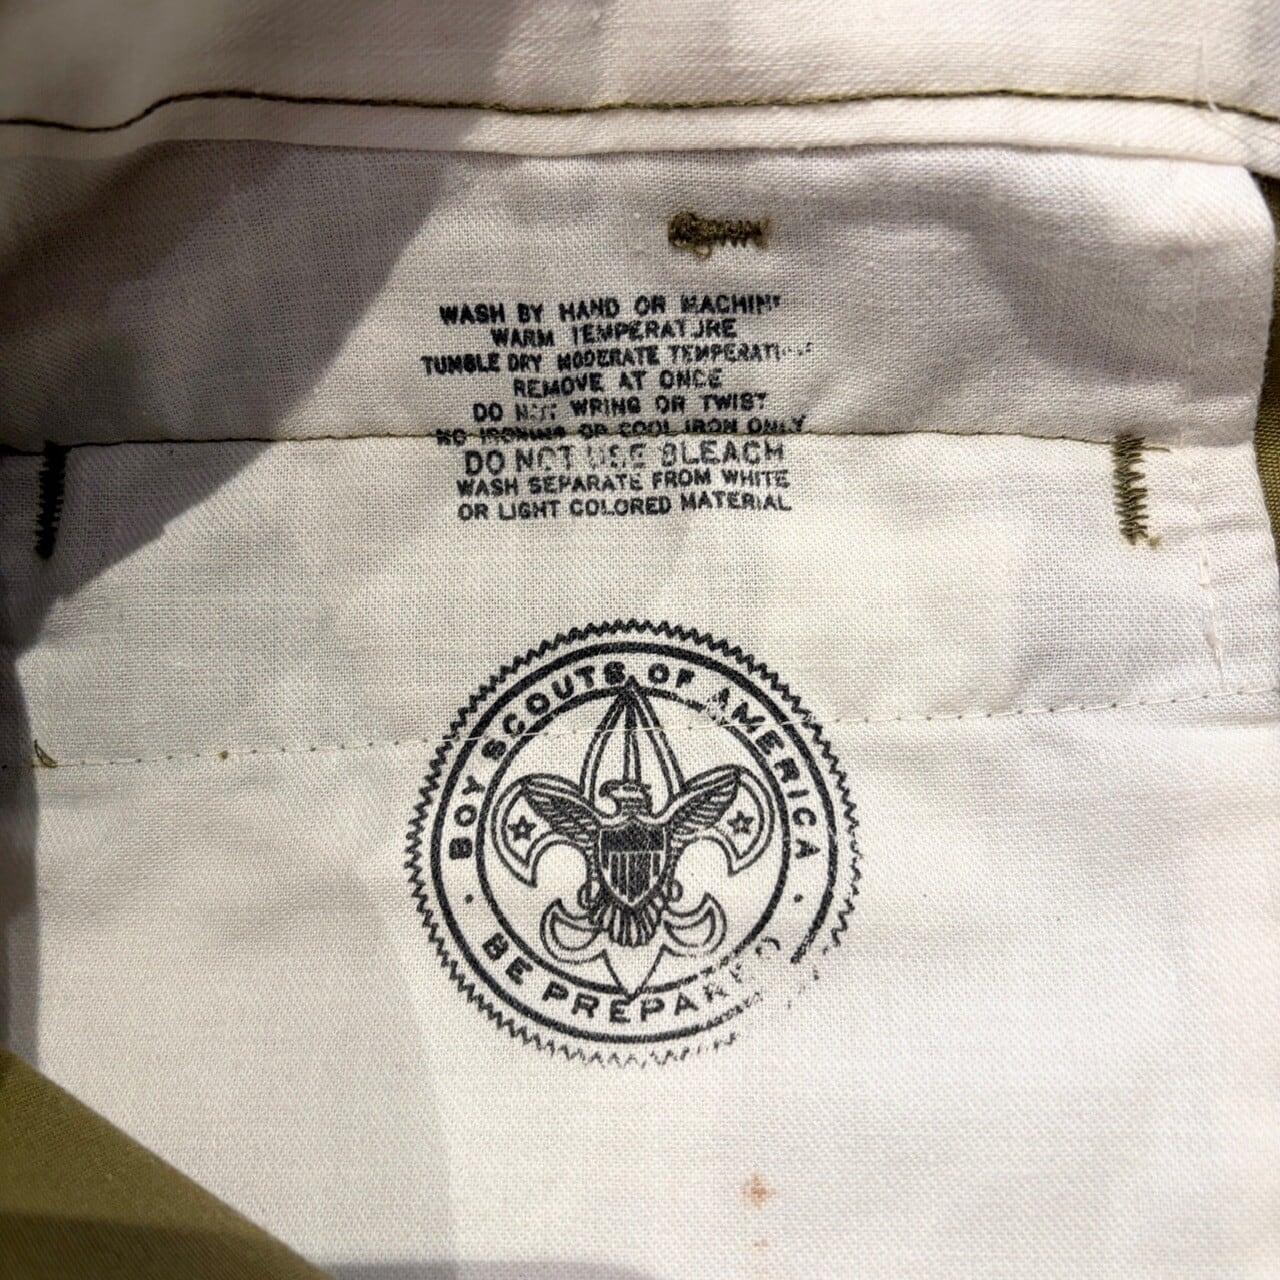 WASH BY HAND OR MACHINE
WARM TEMPERATURE
TUMBLE DRY MODERATE TEMPERATURE
REMOVE AT ONCE
DO NOT WRING OR TWIST
NO IRONING OR COOL IRON ONLY
DO NOT USE BLEACH
WASH SEPARATE FROM WHITE
OR LIGHT COLORED MATERIAL
BOY SCOUTS OF AMERICA
BE PREPARED